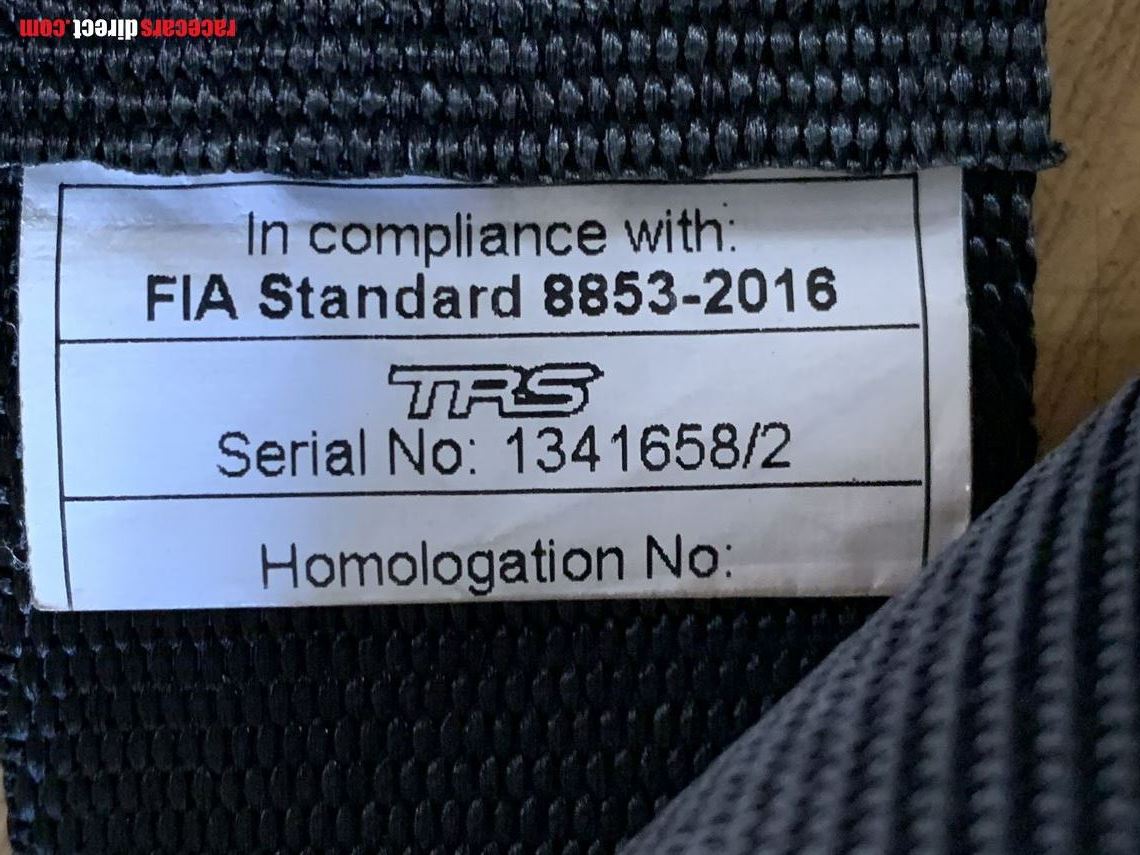 racecarsdirect.com
In compliance with:
FIA Standard 8853-2016
TRS
Serial No: 1341658/2
Homologation No: